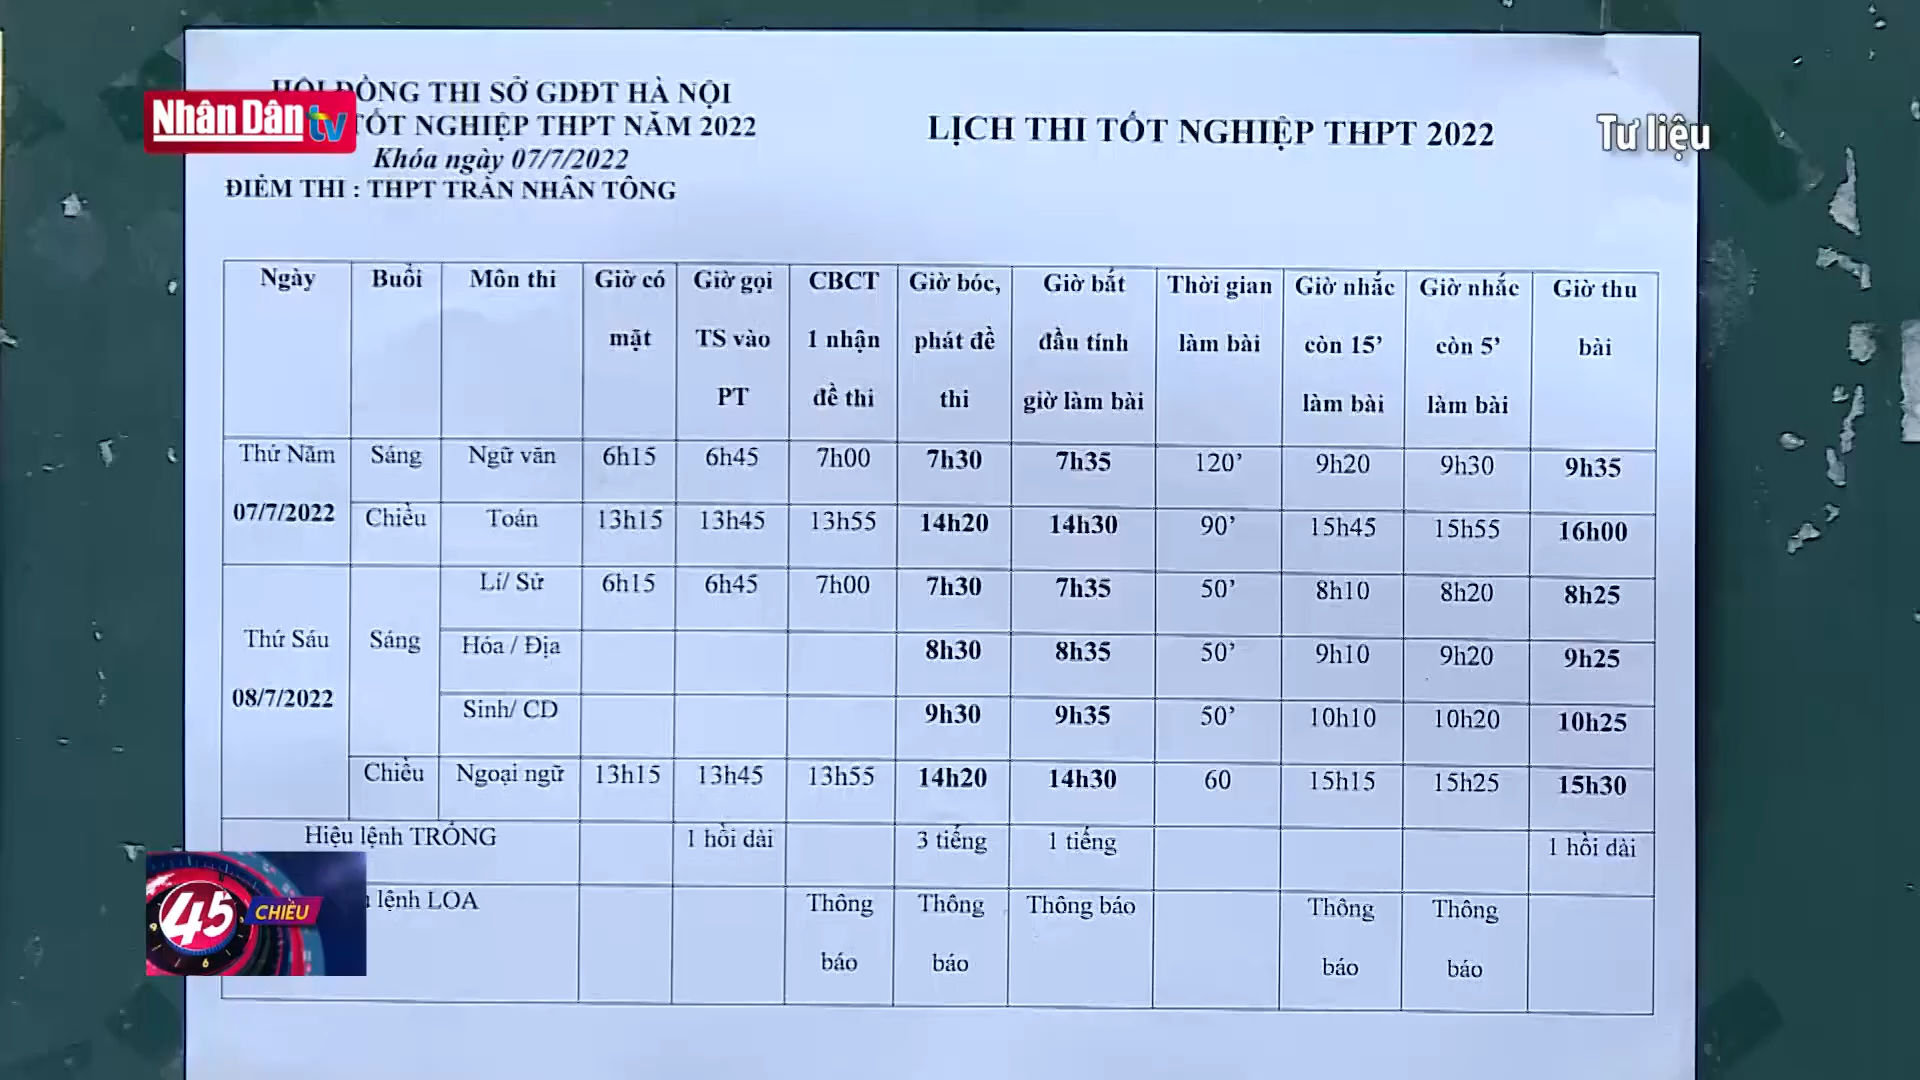 ĐỒNG THI SỞ GDĐT HÀ NỘI
TỐT NGHIỆP THPT NĂM 2022
Khóa ngày 07/7/2022
ĐIỂM THI : THPT TRẦN NHÂN TÔNG
Nhân Dân tv
LỊCH THI TỐT NGHIỆP THPT 2022
Tư liệu
Ngày Buổi Môn thi Giờ có mặt Giờ gọi TS vào PT CBCT 1 nhận đề thi Giờ bóc, phát đề thi Giờ bắt đầu tính giờ làm bài Thời gian làm bài Giờ nhắc còn 15’ làm bài Giờ nhắc còn 5’ làm bài Giờ thu bài
Thứ Năm 07/7/2022 Sáng Ngữ văn 6h15 6h45 7h00 7h30 7h35 120’ 9h20 9h30 9h35
Chiều Toán 13h15 13h45 13h55 14h20 14h30 90’ 15h45 15h55 16h00
Thứ Sáu 08/7/2022 Sáng Lí/ Sử 6h15 6h45 7h00 7h30 7h35 50’ 8h10 8h20 8h25
Hóa / Địa 8h30 8h35 50’ 9h10 9h20 9h25
Sinh/ CD 9h30 9h35 50’ 10h10 10h20 10h25
Chiều Ngoại ngữ 13h15 13h45 13h55 14h20 14h30 60 15h15 15h25 15h30
Hiệu lệnh TRỐNG 1 hồi dài 3 tiếng 1 tiếng 1 hồi dài
lệnh LOA Thông báo Thông báo Thông báo Thông báo Thông báo
45 CHIỀU
9
6